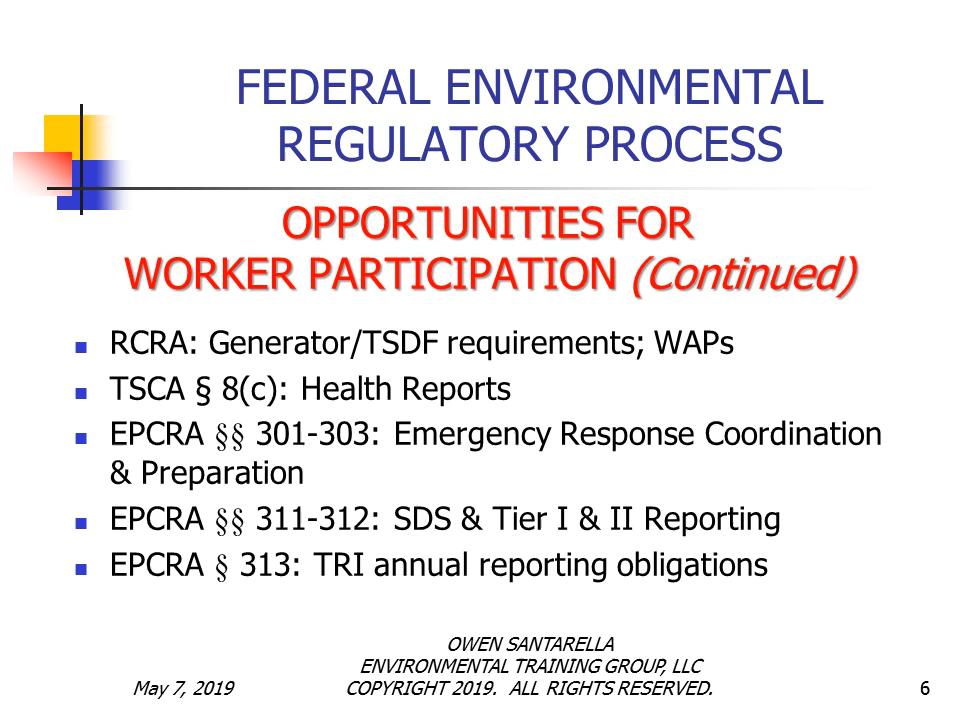 FEDERAL ENVIRONMENTAL
REGULATORY PROCESS
OPPORTUNITIES FOR
WORKER PARTICIPATION (Continued)
RCRA: Generator/TSDF requirements; WAPs
TSCA § 8(c): Health Reports
EPCRA §§ 301-303: Emergency Response Coordination
& Preparation
EPCRA §§ 311-312: SDS & Tier I & II Reporting
EPCRA § 313: TRI annual reporting obligations
OWEN SANTARELLA
ENVIRONMENTAL TRAINING GROUP, LLC
May 7, 2019 COPYRIGHT 2019. ALL RIGHTS RESERVED. 6